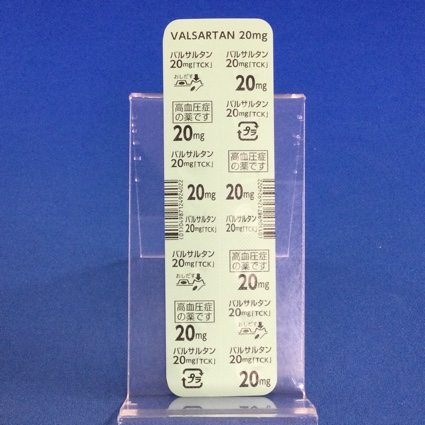 VALSARTAN 20mg
バルサルタン バルサルタン
20mg「TCK」 20mg「TCK」
おしだす 20mg
高血圧症 バルサルタン
の薬です 20mg「TCK」
20mg プラ
バルサルタン 高血圧症
20mg「TCK」 の薬です
20mg 20mg
バルサルタン バルサルタン
20mg「TCK」 20mg「TCK」
バルサルタン 高血圧症
20mg「TCK」 の薬です
おしだす 20mg
高血圧症 バルサルタン
の薬です 20mg「TCK」
20mg おしだす
バルサルタン バルサルタン
20mg「TCK」 20mg「TCK」
プラ 20mg